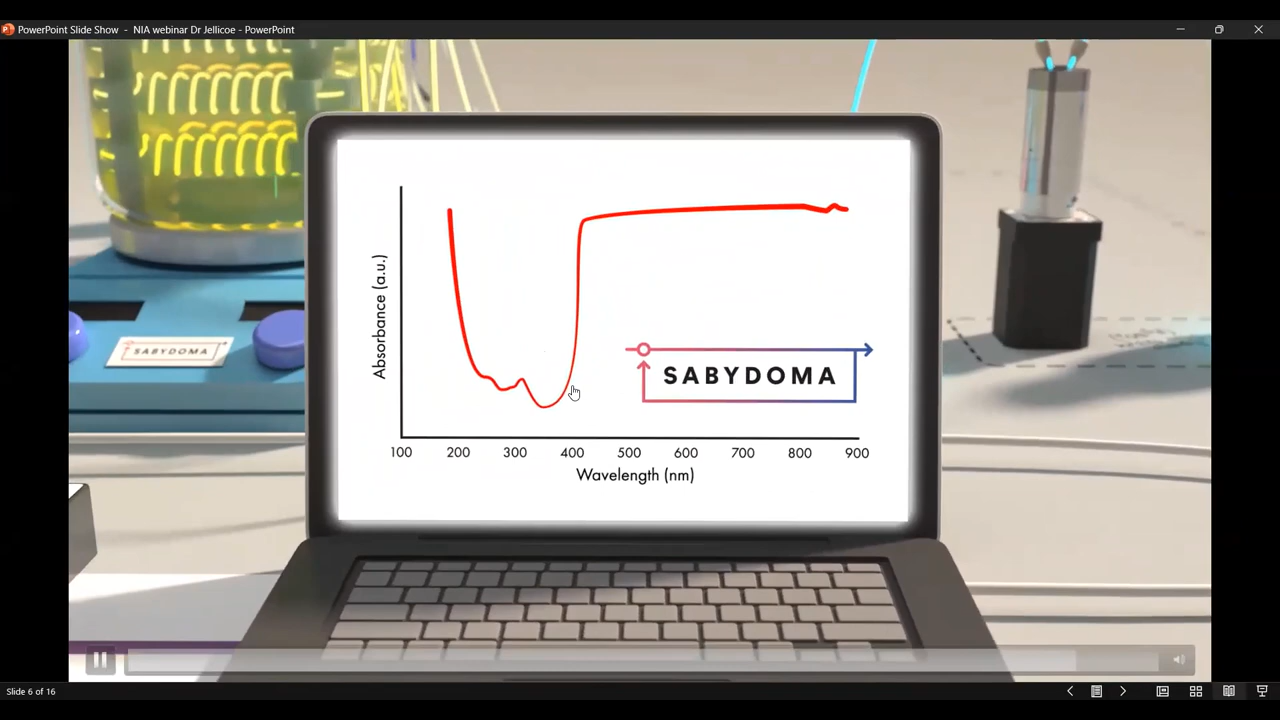 PowerPoint Slide Show - NIA webinar Dr Jellicoe - PowerPoint
SABYDOMA
Absorbance (a.u.)
SABYDOMA
100 200 300 400 500 600 700 800 900
Wavelength (nm)
Slide 6 of 16